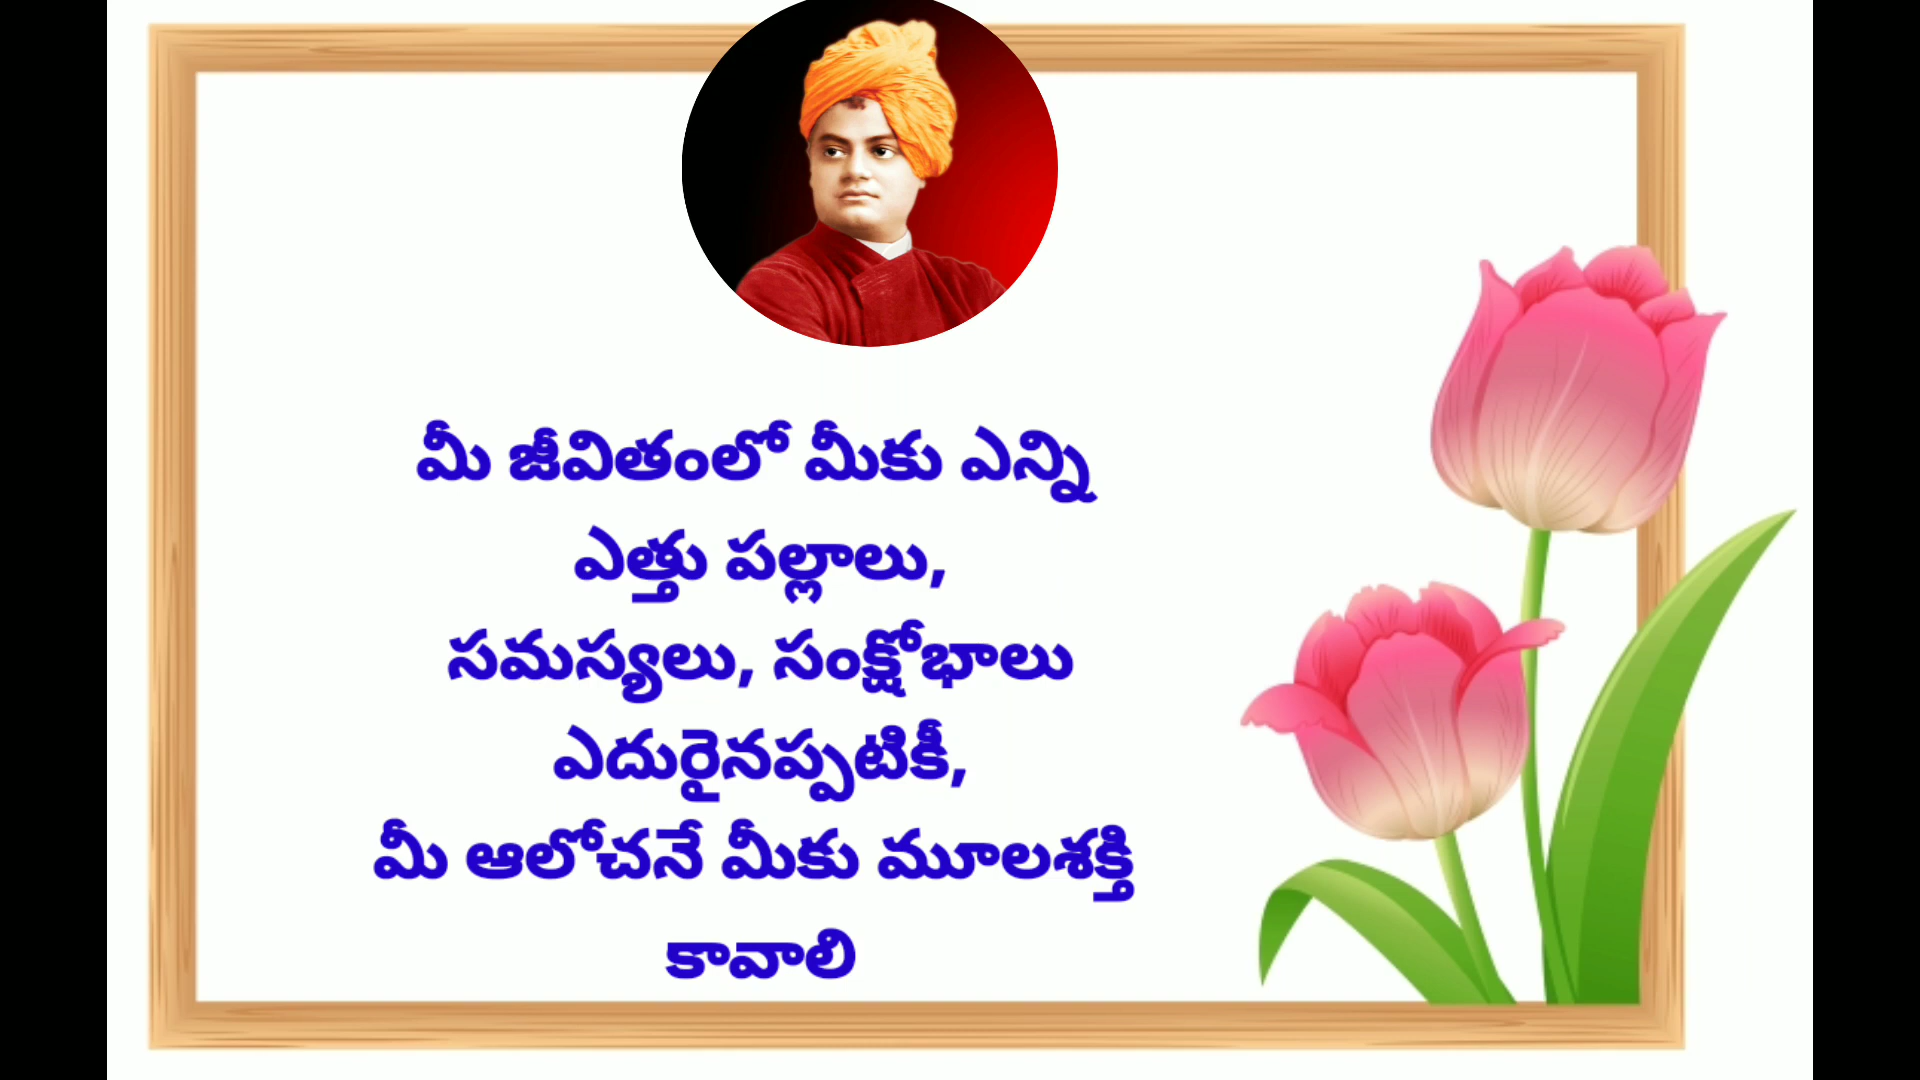 మీ జీవితంలో మీకు ఎన్ని
ఎత్తు పల్లాలు,
సమస్యలు, సంక్షోభాలు
ఎదురైనప్పటికీ,
మీ ఆలోచనే మీకు మూలశక్తి
కావాలి